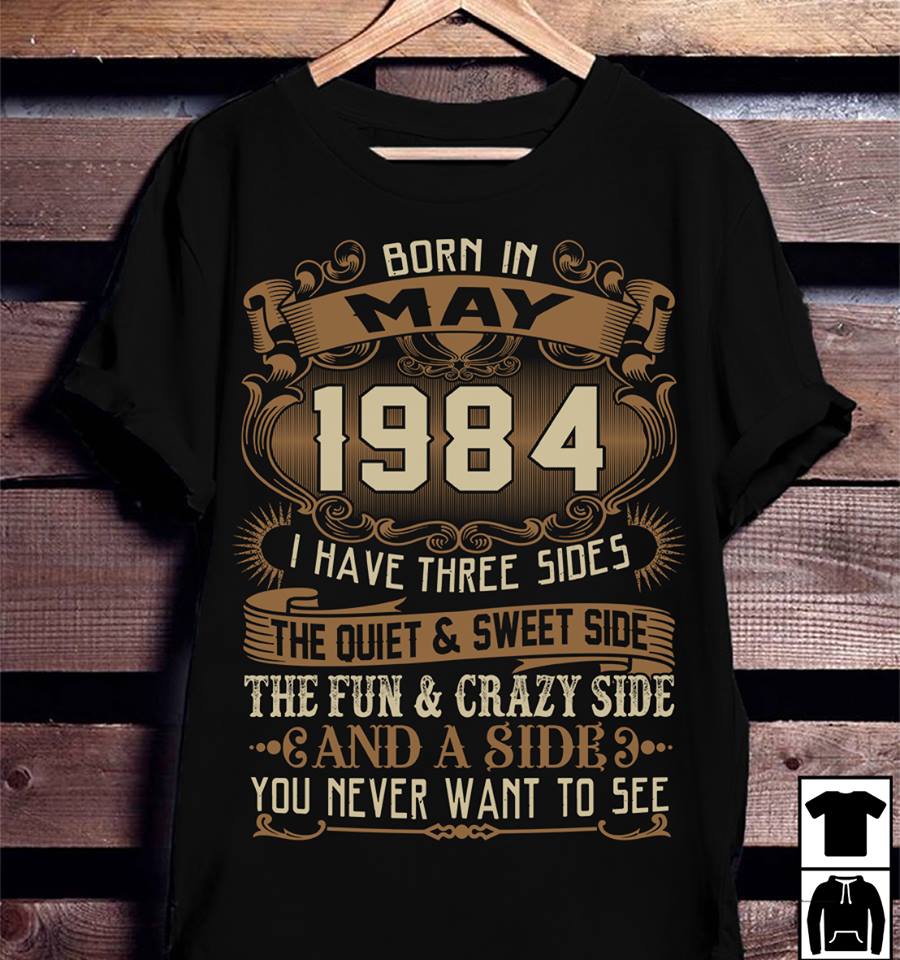 BORN IN
MAY
1984
I HAVE THREE SIDES
THE QUIET & SWEET SIDE
THE FUN & CRAZY SIDE
AND A SIDE
YOU NEVER WANT TO SEE